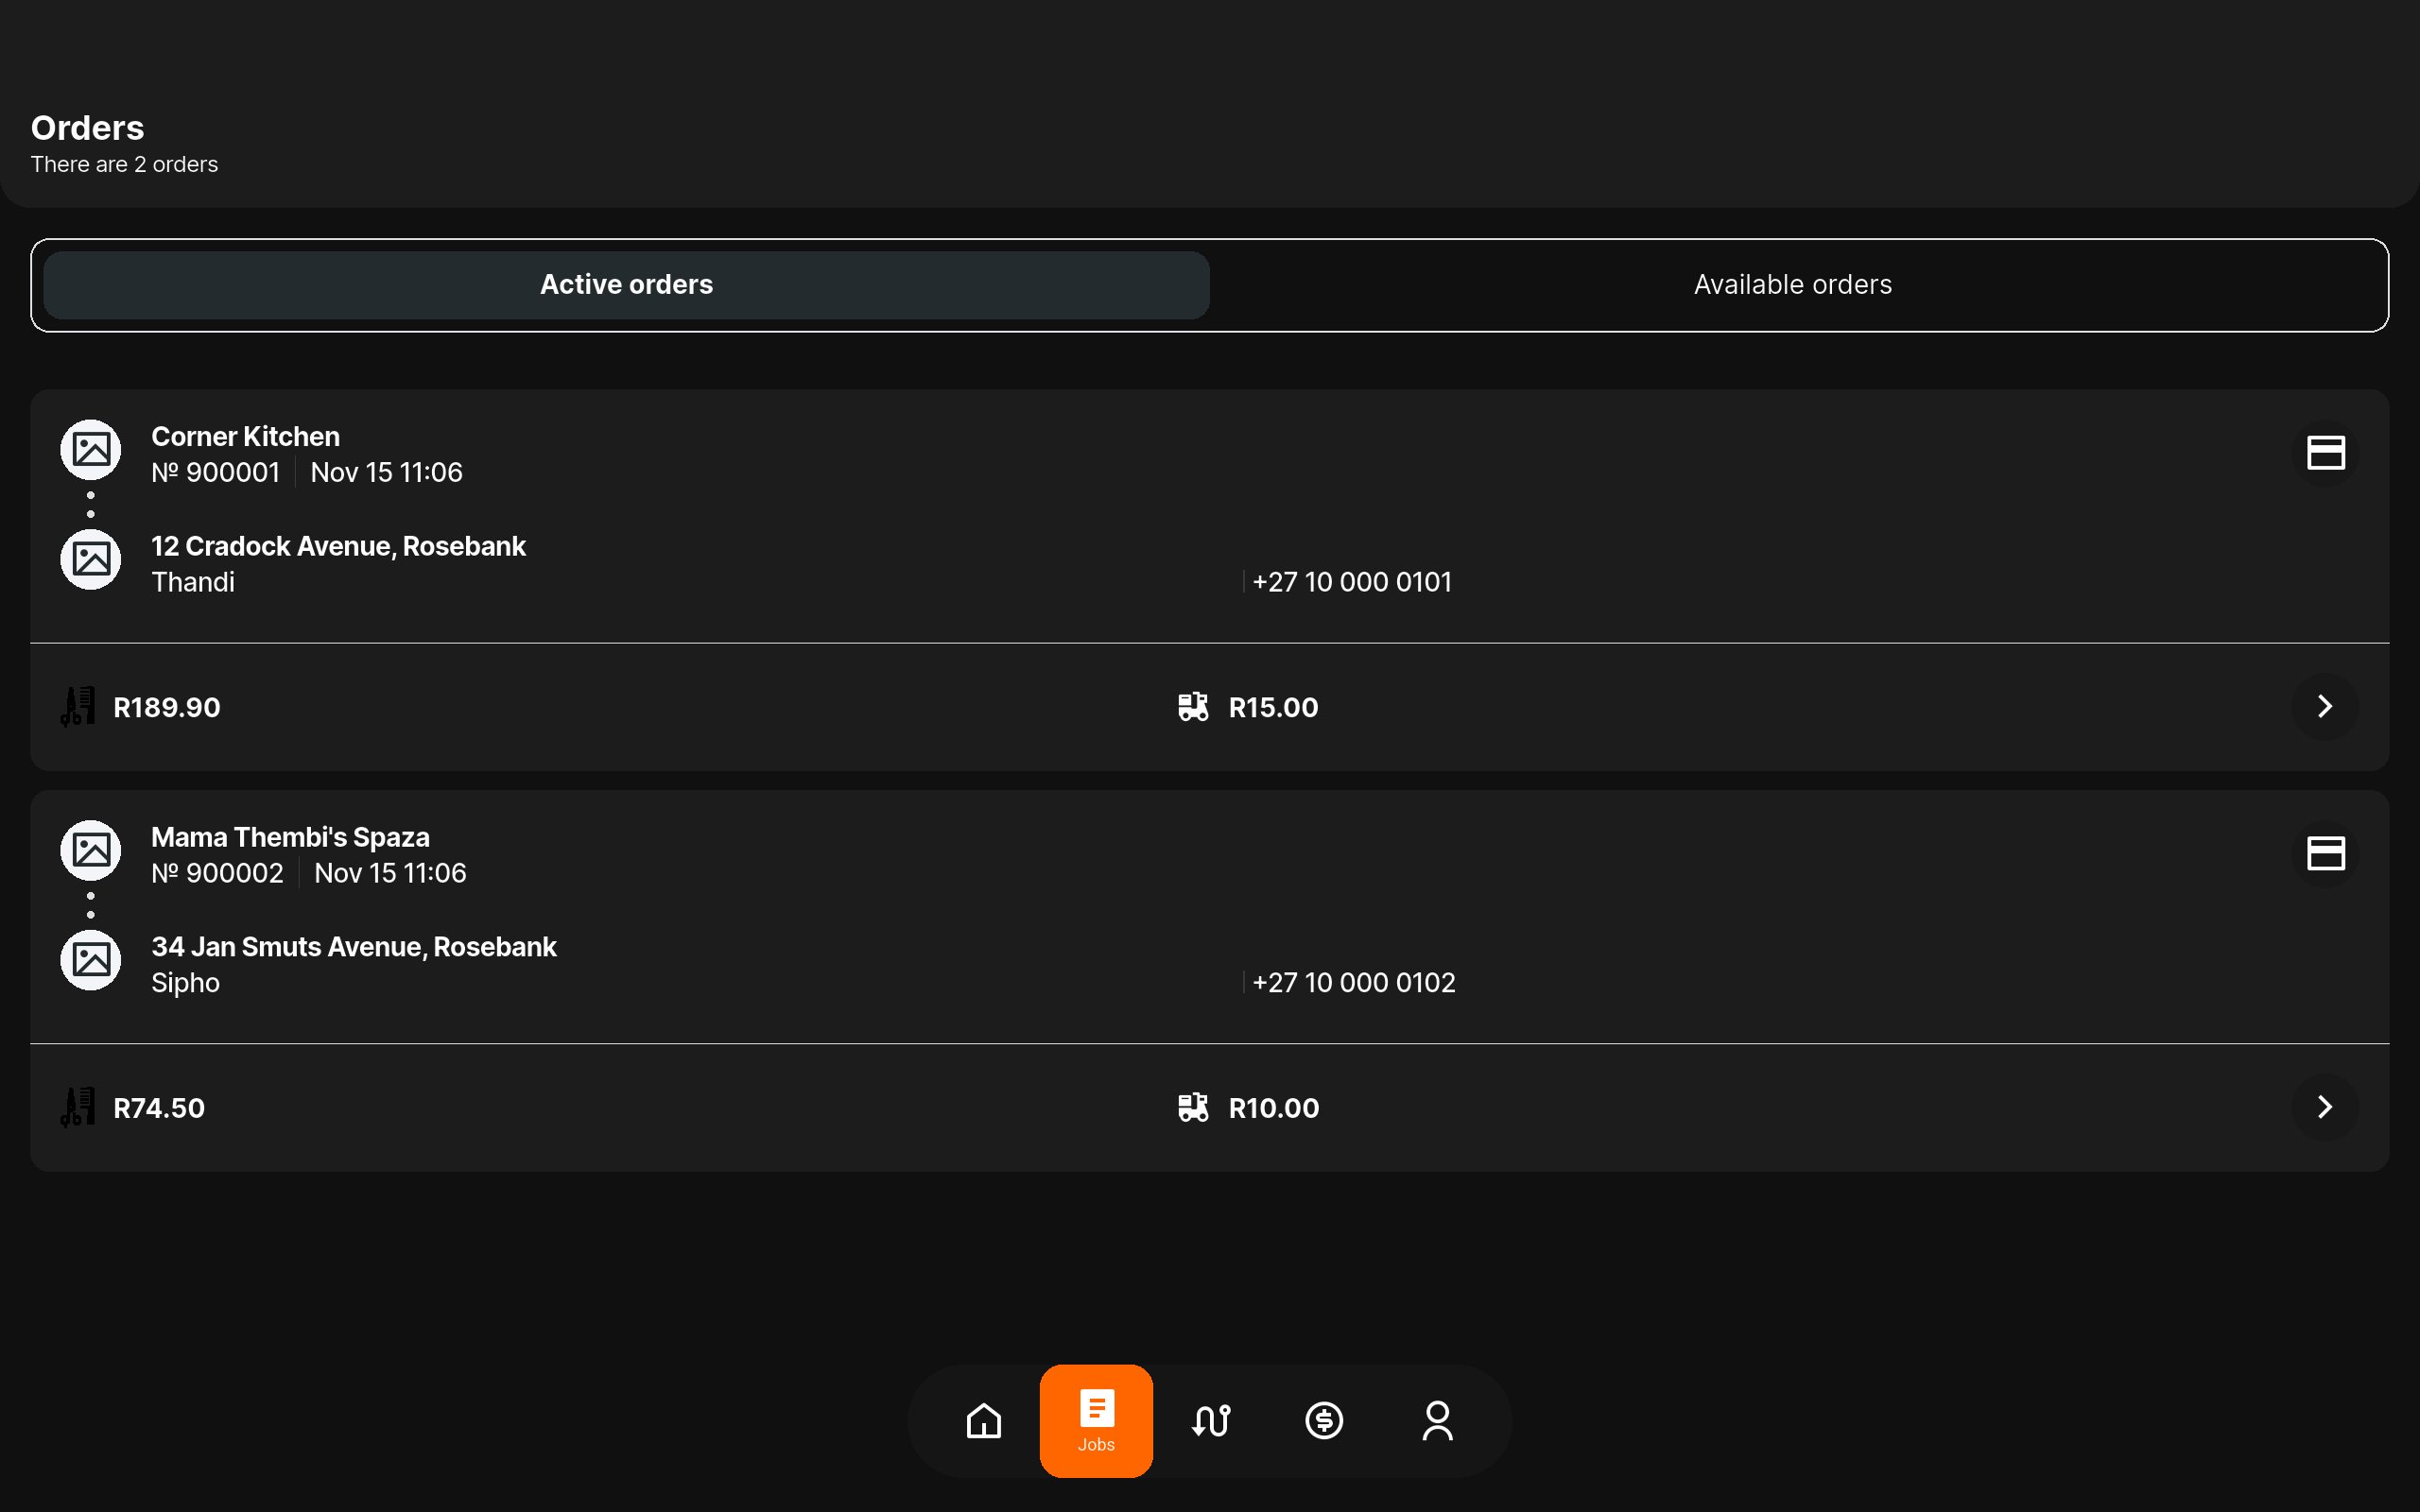 Orders
There are 2 orders
Active orders
Available orders
Corner Kitchen
№ 900001 Nov 15 11:06
12 Cradock Avenue, Rosebank
Thandi +27 10 000 0101
R189.90 R15.00
Mama Thembi's Spaza
№ 900002 Nov 15 11:06
34 Jan Smuts Avenue, Rosebank
Sipho +27 10 000 0102
R74.50 R10.00
Jobs